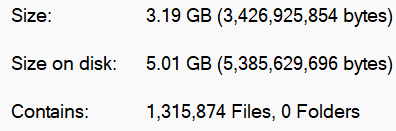 Size: 3.19 GB (3,426,925,854 bytes)
Size on disk: 5.01 GB (5,385,629,696 bytes)
Contains: 1,315,874 Files, 0 Folders